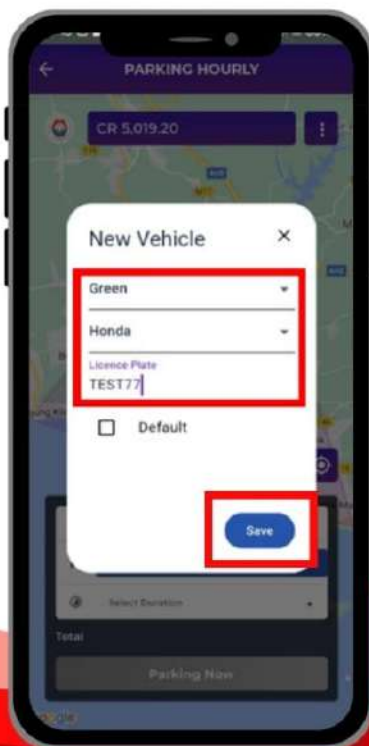 PARKING HOURLY
CR 5,019.20
New Vehicle
Green
Honda
Licence Plate
TEST77
Default
Save
- Select Duration
Total
Parking Now